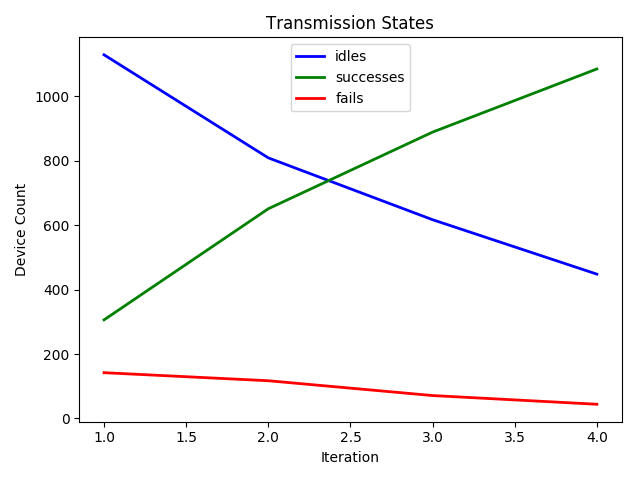 Transmission States
idles
successes
fails
Device Count
1000
800
600
400
200
0
1.0 1.5 2.0 2.5 3.0 3.5 4.0
Iteration